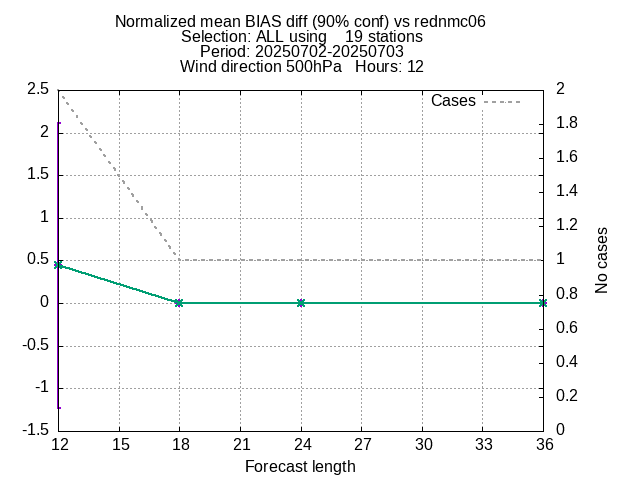 Normalized mean BIAS diff (90% conf) vs rednmc06
Selection: ALL using    19 stations
Period: 20250702-20250703
Wind direction 500hPa   Hours: 12
Cases
2.5
2
1.5
1
0.5
0
-0.5
-1
-1.5
2
1.8
1.6
1.4
1.2
1
0.8
0.6
0.4
0.2
0
No cases
12 15 18 21 24 27 30 33 36
Forecast length